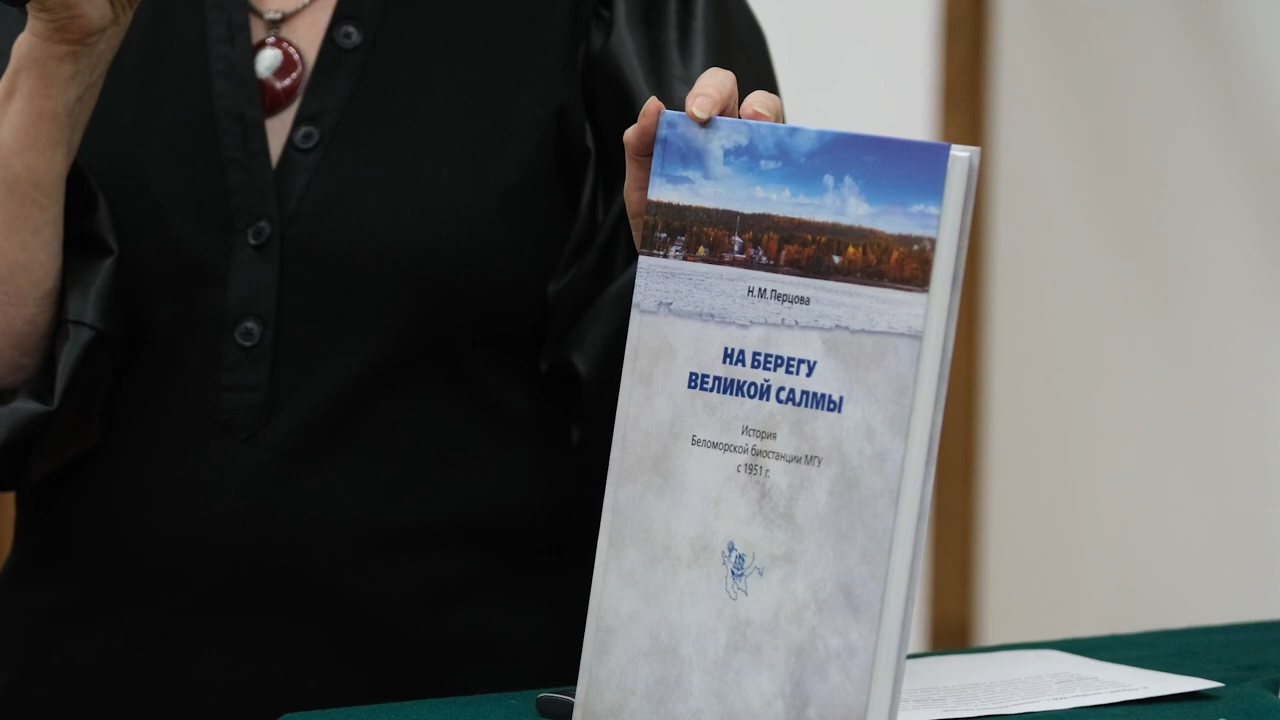 Н. М. Перцова
НА БЕРЕГУ
ВЕЛИКОЙ САЛМЫ
История
Беломорской биостанции МГУ
с 1951 г.